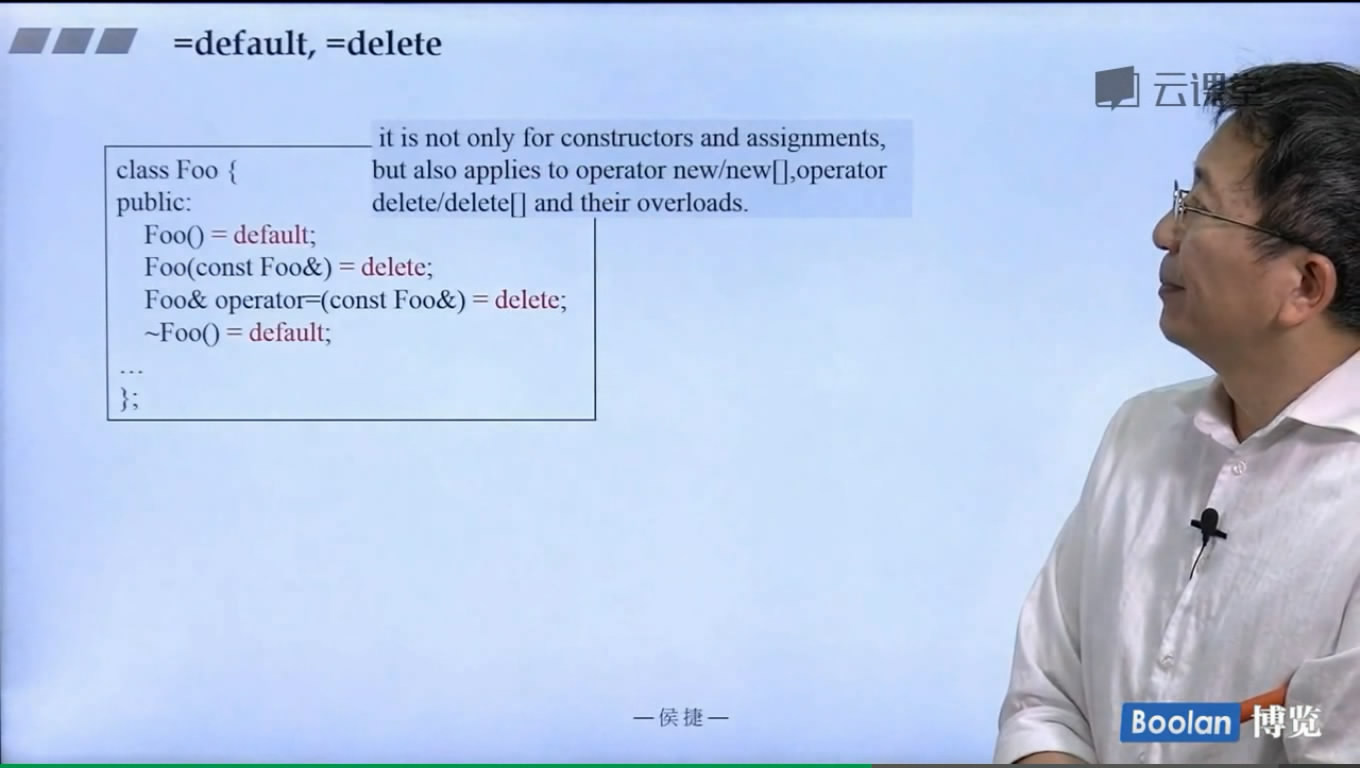 =default, =delete
云课堂
it is not only for constructors and assignments,
but also applies to operator new/new[],operator
delete/delete[] and their overloads.
class Foo {
public:
Foo() = default;
Foo(const Foo&) = delete;
Foo& operator=(const Foo&) = delete;
~Foo() = default;
...
};
—侯捷—
Boolan 博览